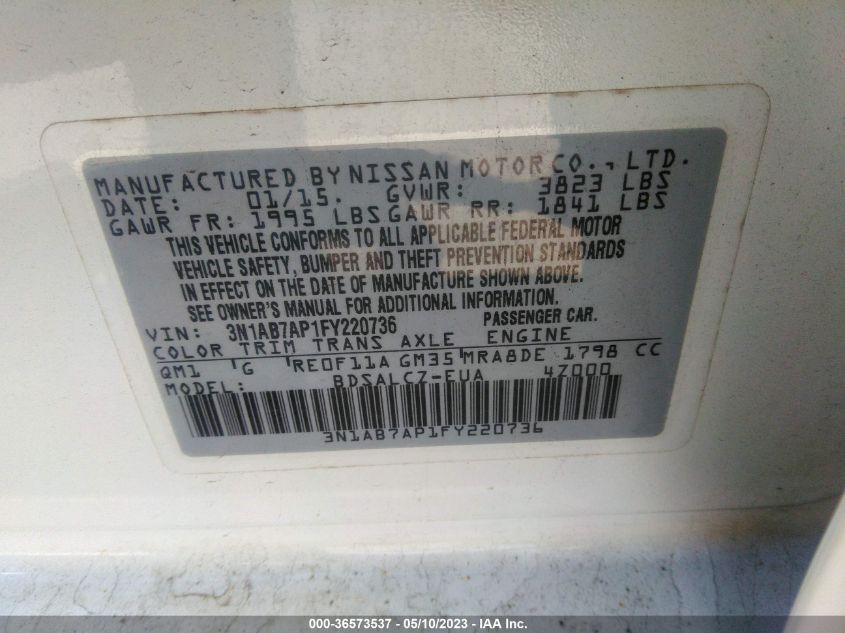 MANUFACTURED BY NISSAN MOTOR CO., LTD.
DATE: 01/15. GVWR: 3823 LBS
GAWR FR: 1995 LBS GAWR RR: 1841 LBS
THIS VEHICLE CONFORMS TO ALL APPLICABLE FEDERAL MOTOR
VEHICLE SAFETY, BUMPER AND THEFT PREVENTION STANDARDS
IN EFFECT ON THE DATE OF MANUFACTURE SHOWN ABOVE.
SEE OWNER'S MANUAL FOR ADDITIONAL INFORMATION.
VIN: 3N1AB7AP1FY220736 PASSENGER CAR.
COLOR TRIM TRANS AXLE ENGINE
QM1 G RE0F11A GM35 MRA8DE 1798 CC
MODEL: BDSALCZ-EUA 4Z000
3N1AB7AP1FY220736
000-36573537 - 05/10/2023 - IAA Inc.